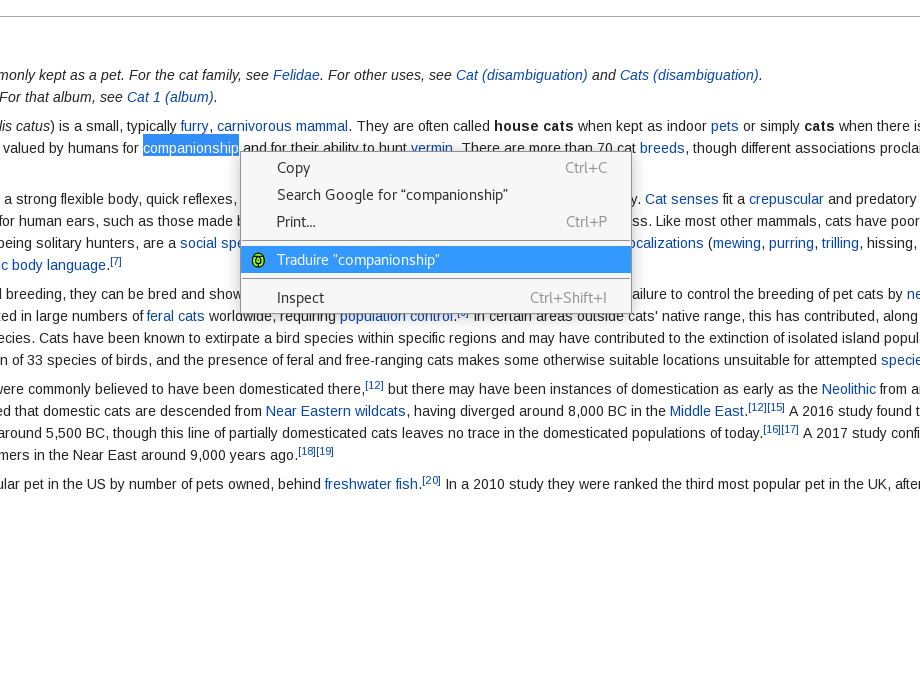 monly kept as a pet. For the cat family, see Felidae. For other uses, see Cat (disambiguation) and Cats (disambiguation).
For that album, see Cat 1 (album).
lis catus) is a small, typically furry, carnivorous mammal. They are often called house cats when kept as indoor pets or simply cats when there is
valued by humans for companionship and for their ability to hunt vermin. There are more than 70 cat breeds, though different associations proclai
Copy Ctrl+C
Search Google for “companionship”
Print... Ctrl+P
Traduire "companionship"
Inspect Ctrl+Shift+I
a strong flexible body, quick reflexes, y. Cat senses fit a crepuscular and predatory
for human ears, such as those made b ss. Like most other mammals, cats have poor
being solitary hunters, are a social spe ocalizations (mewing, purring, trilling, hissing,
c body language.[7]
l breeding, they can be bred and show ailure to control the breeding of pet cats by ne
ted in large numbers of feral cats worldwide, requiring population control. In certain areas outside cats' native range, this has contributed, along
ecies. Cats have been known to extirpate a bird species within specific regions and may have contributed to the extinction of isolated island popula
n of 33 species of birds, and the presence of feral and free-ranging cats makes some otherwise suitable locations unsuitable for attempted specie
were commonly believed to have been domesticated there,[12] but there may have been instances of domestication as early as the Neolithic from a
ed that domestic cats are descended from Near Eastern wildcats, having diverged around 8,000 BC in the Middle East.[12][15] A 2016 study found t
around 5,500 BC, though this line of partially domesticated cats leaves no trace in the domesticated populations of today.[16][17] A 2017 study confi
mers in the Near East around 9,000 years ago.[18][19]
ular pet in the US by number of pets owned, behind freshwater fish.[20] In a 2010 study they were ranked the third most popular pet in the UK, after